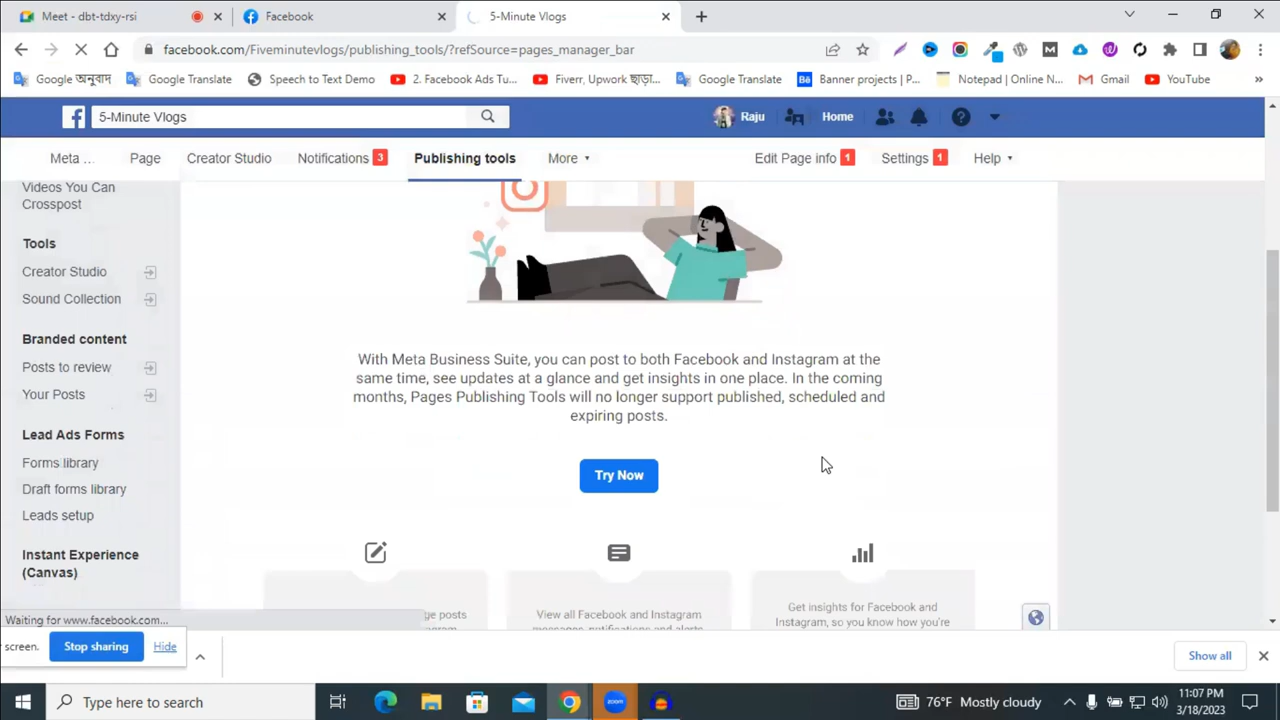 Meet - dbt-tdxy-rsi
Facebook
5-Minute Vlogs
facebook.com/Fiveminutevlogs/publishing_tools/?refSource=pages_manager_bar
Google অনুবাদ
Google Translate
Speech to Text Demo
2. Facebook Ads Tu...
Fiverr, Upwork ছাড়া...
Google Translate
Banner projects | P...
Notepad | Online N...
Gmail
YouTube
»
5-Minute Vlogs
Raju
Home
Meta ...
Page
Creator Studio
Notifications 3
Publishing tools
More
Edit Page info 1
Settings 1
Help
Videos You Can
Crosspost
Tools
Creator Studio
Sound Collection
Branded content
Posts to review
Your Posts
Lead Ads Forms
Forms library
Draft forms library
Leads setup
Instant Experience
(Canvas)
With Meta Business Suite, you can post to both Facebook and Instagram at the
same time, see updates at a glance and get insights in one place. In the coming
months, Pages Publishing Tools will no longer support published, scheduled and
expiring posts.
Try Now
posts
View all Facebook and Instagram
messages, notifications and alerts
Get insights for Facebook and
Instagram, so you know how you're
Waiting for www.facebook.com...
screen.
Stop sharing
Hide
Show all
Type here to search
zoom
76°F Mostly cloudy
11:07 PM
3/18/2023